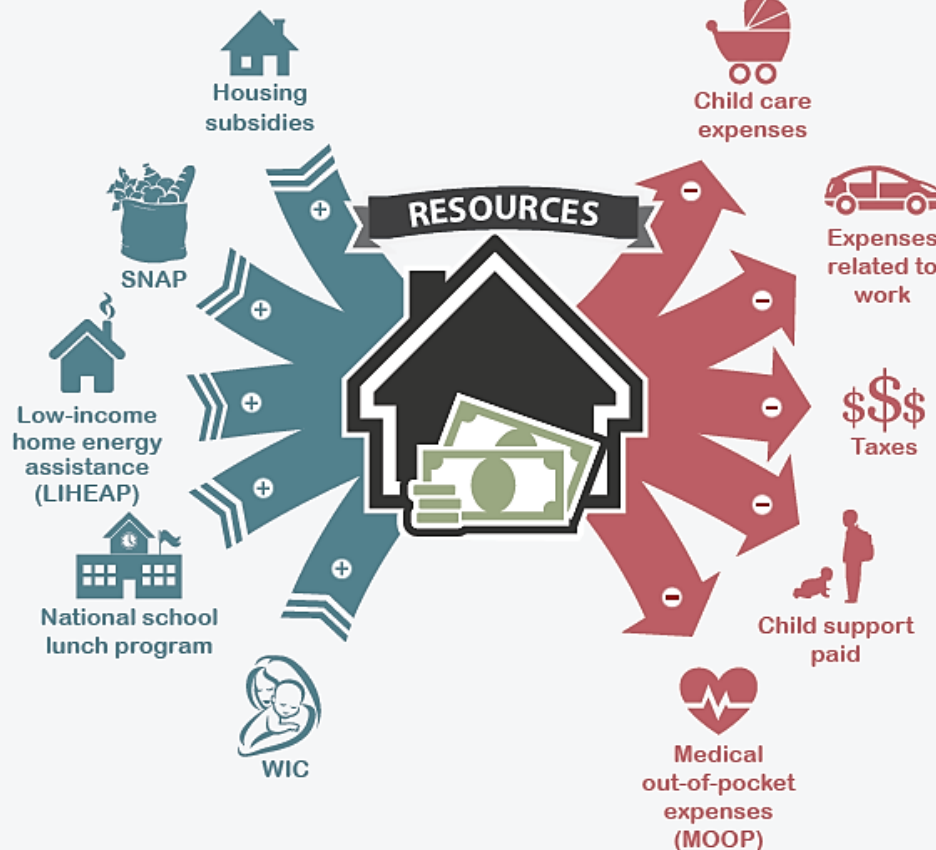 Housing
subsidies
SNAP
Low-income
home energy
assistance
(LIHEAP)
National school
lunch program
WIC
RESOURCES
Child care
expenses
Expenses
related to
work
$$$
Taxes
Child support
paid
Medical
out-of-pocket
expenses
(MOOP)